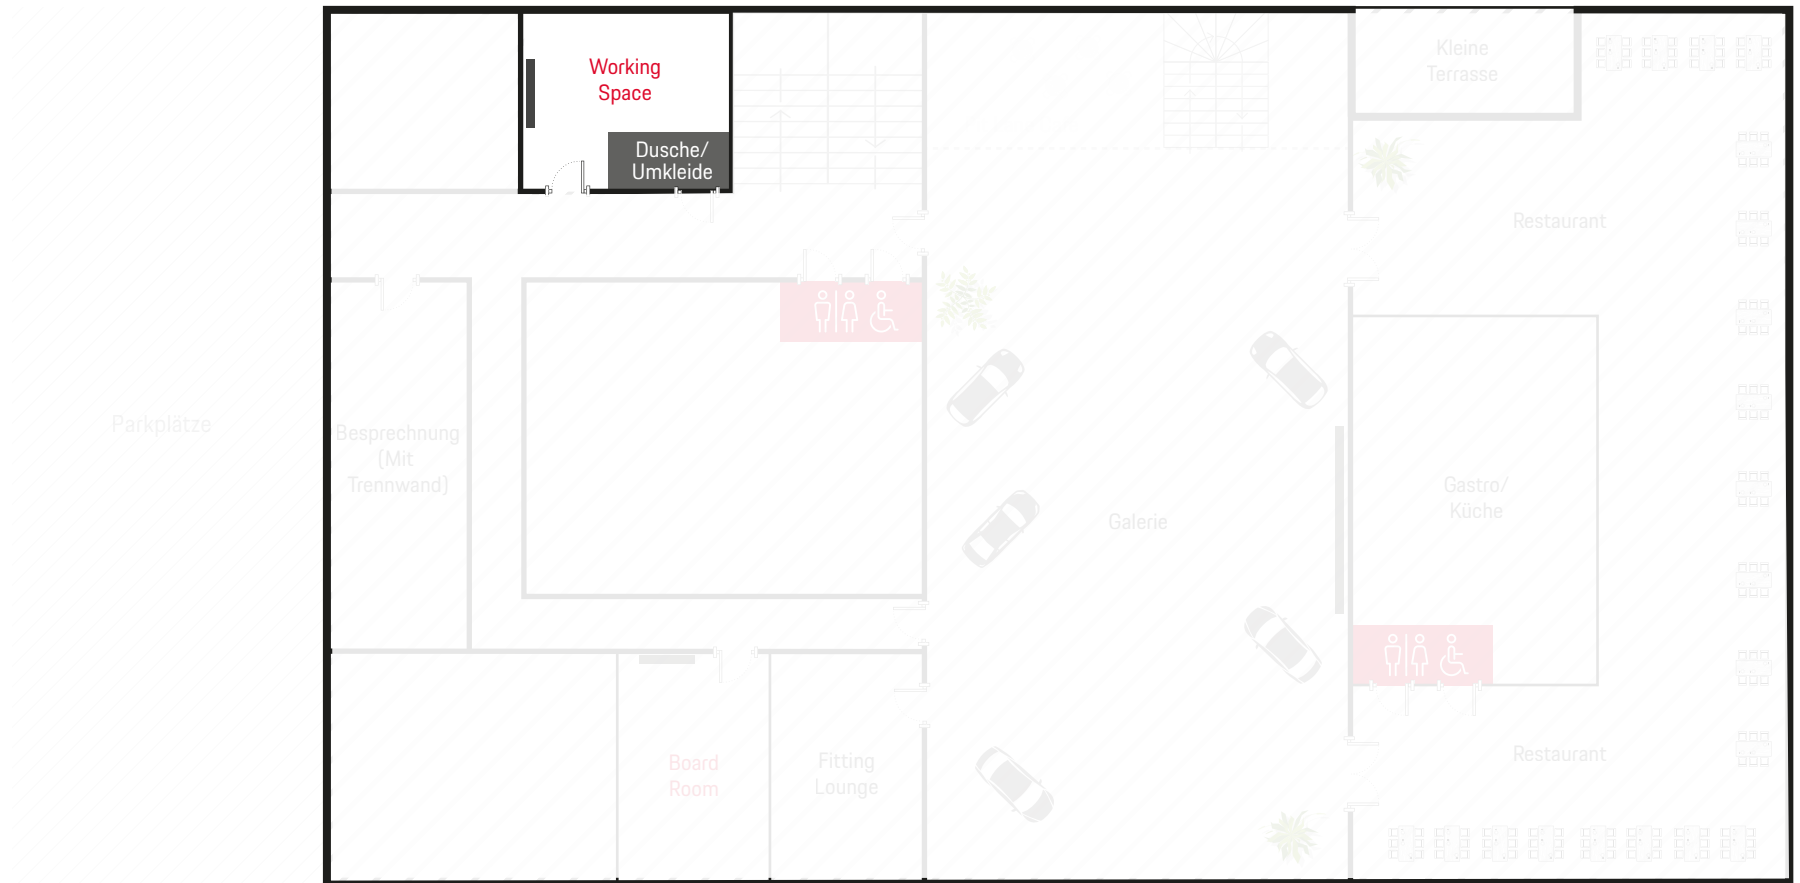 Working
Space
Dusche/
Umkleide
Kleine
Terrasse
Restaurant
Parkplätze
Besprechnung
(Mit
Trennwand)
Galerie
Gastro/
Küche
Board
Room
Fitting
Lounge
Restaurant